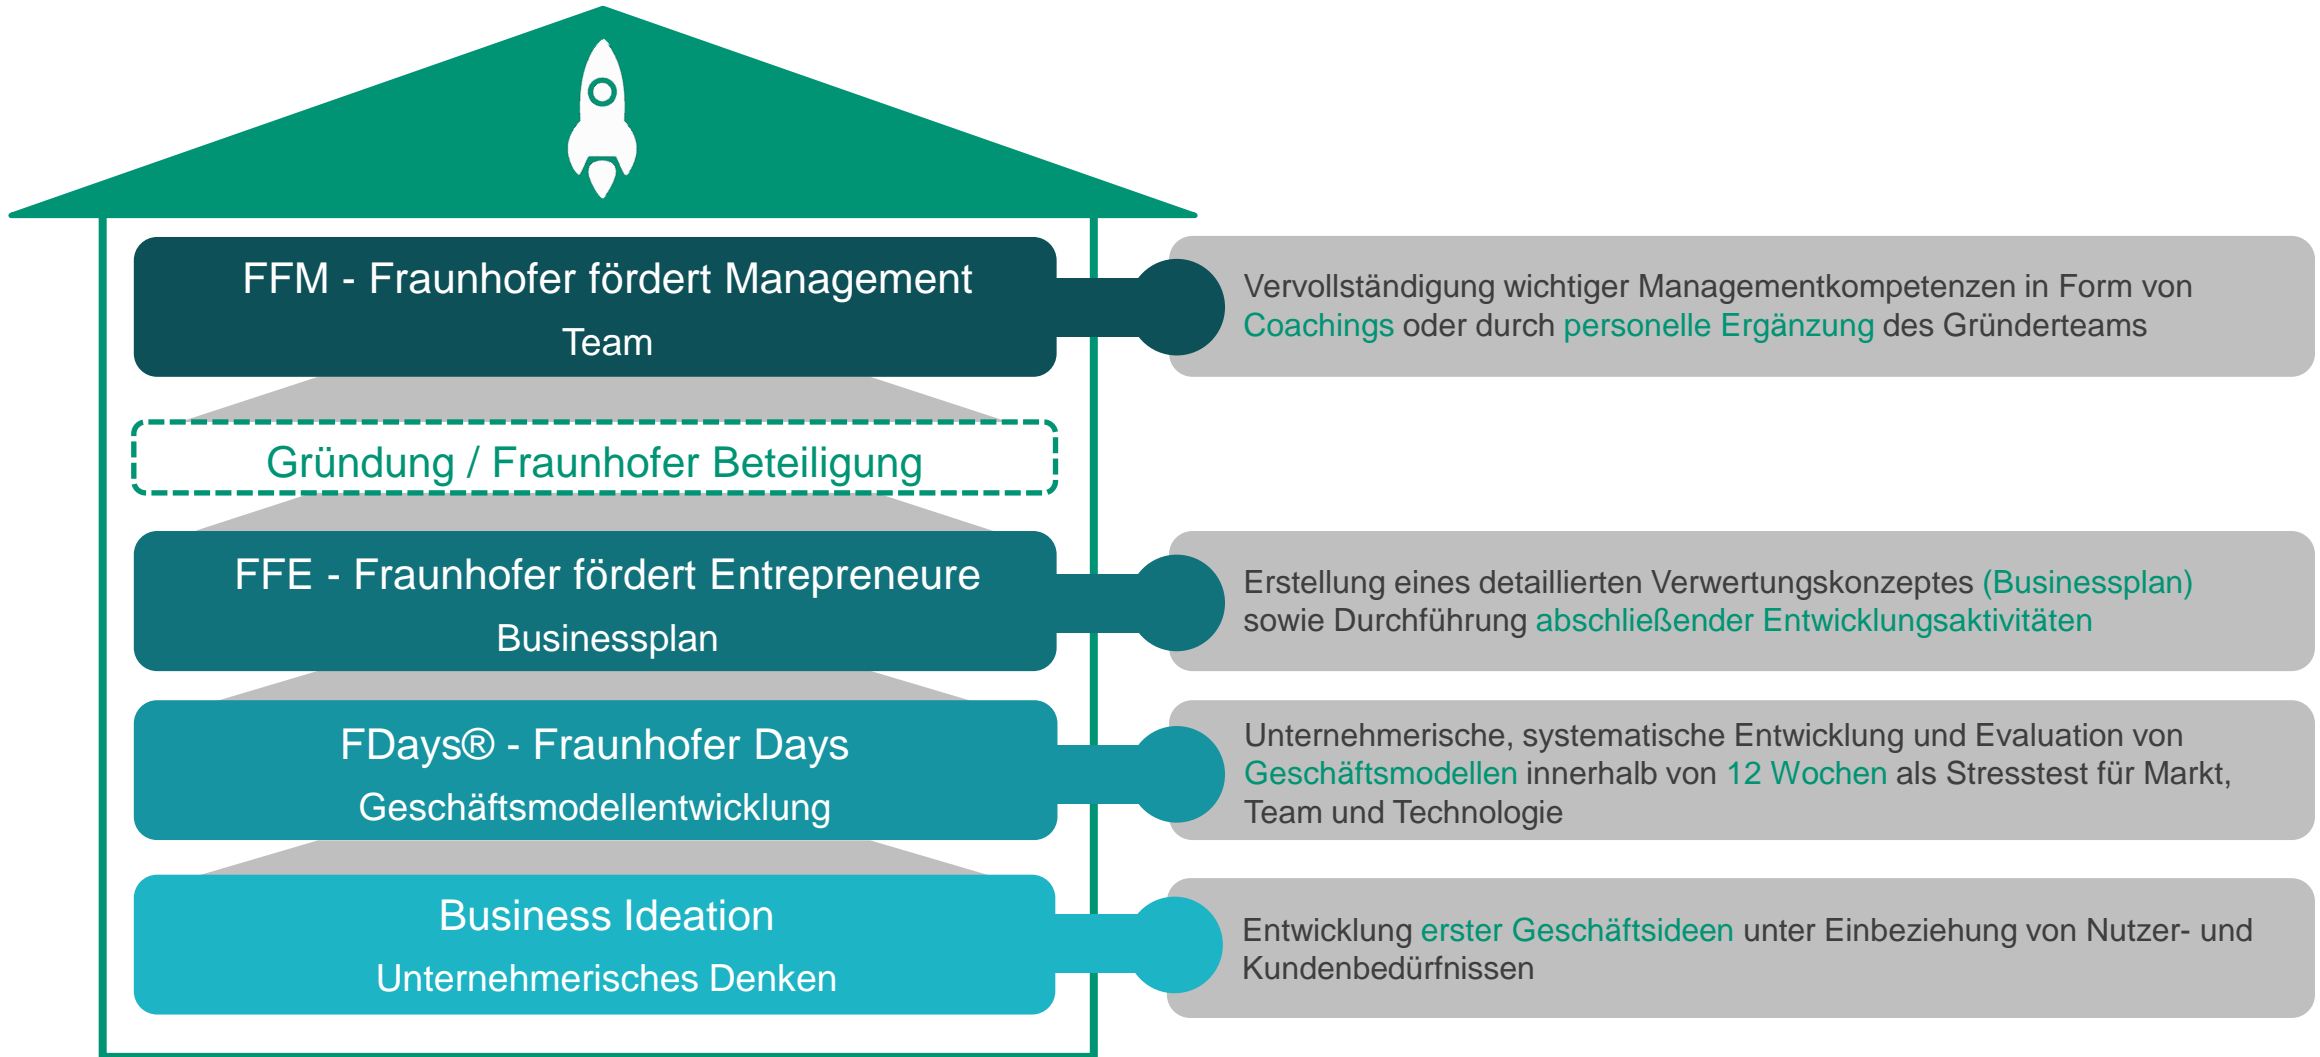 FFM - Fraunhofer fördert Management
Team
Vervollständigung wichtiger Managementkompetenzen in Form von
Coachings oder durch personelle Ergänzung des Gründerteams
Gründung / Fraunhofer Beteiligung
FFE - Fraunhofer fördert Entrepreneure
Businessplan
Erstellung eines detaillierten Verwertungskonzeptes (Businessplan)
sowie Durchführung abschließender Entwicklungsaktivitäten
FDays® - Fraunhofer Days
Geschäftsmodellentwicklung
Unternehmerische, systematische Entwicklung und Evaluation von
Geschäftsmodellen innerhalb von 12 Wochen als Stresstest für Markt,
Team und Technologie
Business Ideation
Unternehmerisches Denken
Entwicklung erster Geschäftsideen unter Einbeziehung von Nutzer- und
Kundenbedürfnissen